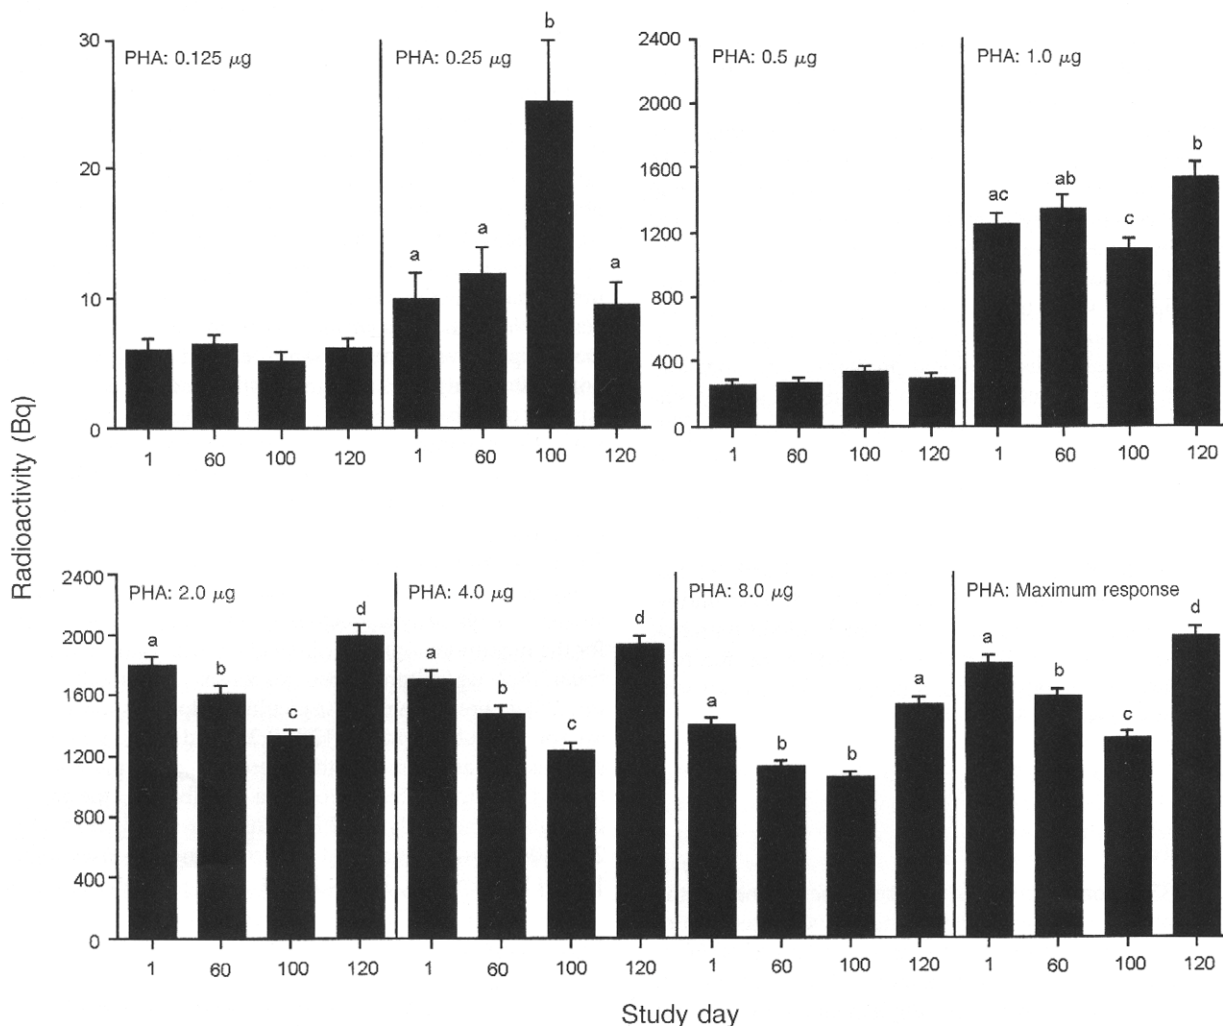 b
30
PHA: 0.125 μg
PHA: 0.25 μg
20
a
a
a
10
0
1
60
100
120
1
60
100
120
2400
PHA: 0.5 μg
PHA: 1.0 μg
2000
b
1600
ac
ab
c
1200
800
400
0
1
60
100
120
1
60
100
120
Radioactivity (Bq)
2400
PHA: 2.0 μg
PHA: 4.0 μg
PHA: 8.0 μg
PHA: Maximum response
2000
a
b
c
d
a
b
c
d
a
b
b
a
a
b
c
d
1600
1200
800
400
0
1
60
100
120
1
60
100
120
1
60
100
120
1
60
100
120
Study day